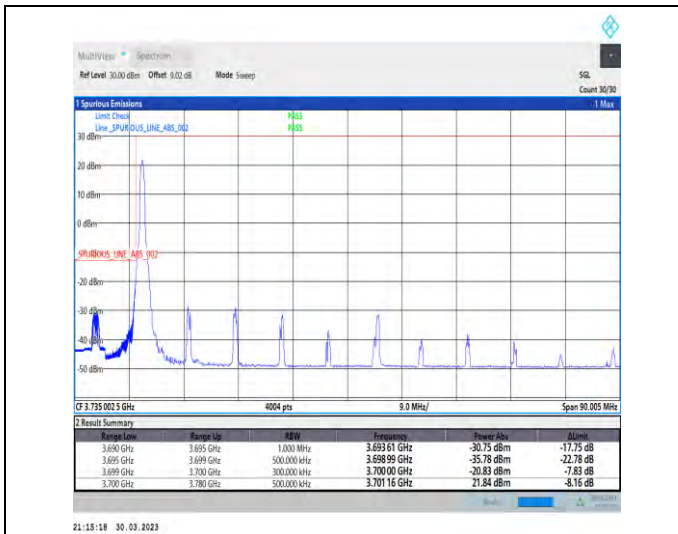 MultiView Spectrum
Ref Level 30.00 dBm Offset 9.02 dB Mode Sweep SGL
Count 30/30
1 Spurious Emissions 1 Max
Limit Check PASS
Line _SPURIOUS_LINE_ABS_002 PASS
30 dBm
20 dBm
10 dBm
0 dBm
_SPURIOUS_LINE_ABS_002
-20 dBm
-30 dBm
-40 dBm
-50 dBm
CF 3.735 002 5 GHz 4004 pts 9.0 MHz/ Span 90.005 MHz
2 Result Summary
Range Low Range Up RBW Frequency Power Abs ΔLimit
3.690 GHz 3.695 GHz 1.000 MHz 3.693 61 GHz -30.75 dBm -17.75 dB
3.695 GHz 3.699 GHz 500.000 kHz 3.698 99 GHz -35.78 dBm -22.78 dB
3.699 GHz 3.700 GHz 300.000 kHz 3.700 00 GHz -20.83 dBm -7.83 dB
3.700 GHz 3.780 GHz 500.000 kHz 3.701 16 GHz 21.84 dBm -8.16 dB
21:15:18 30.03.2023